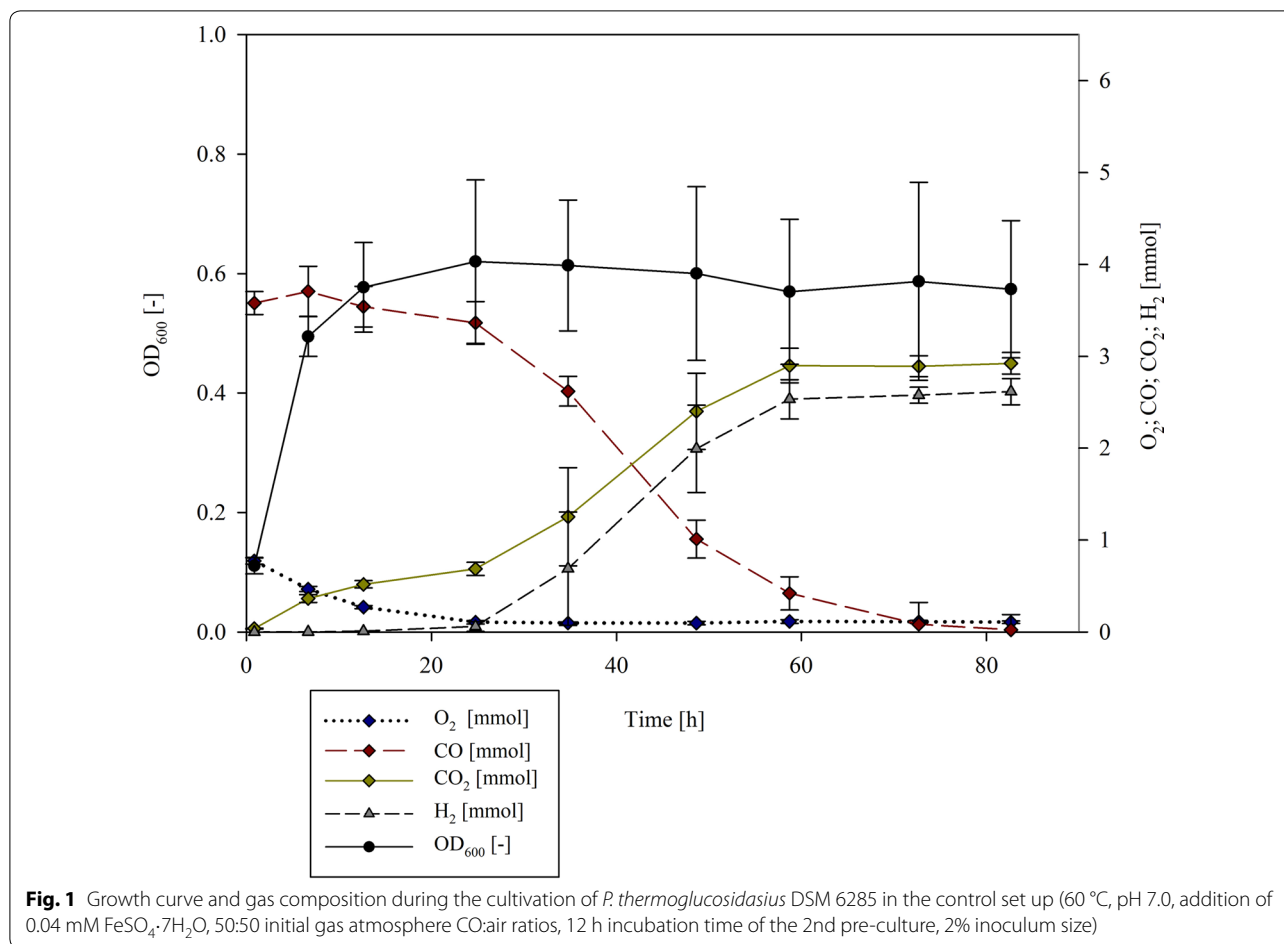 1.0
0.8
0.6
0.4
0.2
0.0
OD₆₀₀ [-]
6
5
4
3
2
1
0
O₂; CO; CO₂; H₂ [mmol]
0 20 40 60 80
Time [h]
O₂ [mmol]
CO [mmol]
CO₂ [mmol]
H₂ [mmol]
OD₆₀₀ [-]
Fig. 1 Growth curve and gas composition during the cultivation of P. thermoglucosidasius DSM 6285 in the control set up (60 °C, pH 7.0, addition of
0.04 mM FeSO₄·7H₂O, 50:50 initial gas atmosphere CO:air ratios, 12 h incubation time of the 2nd pre-culture, 2% inoculum size)